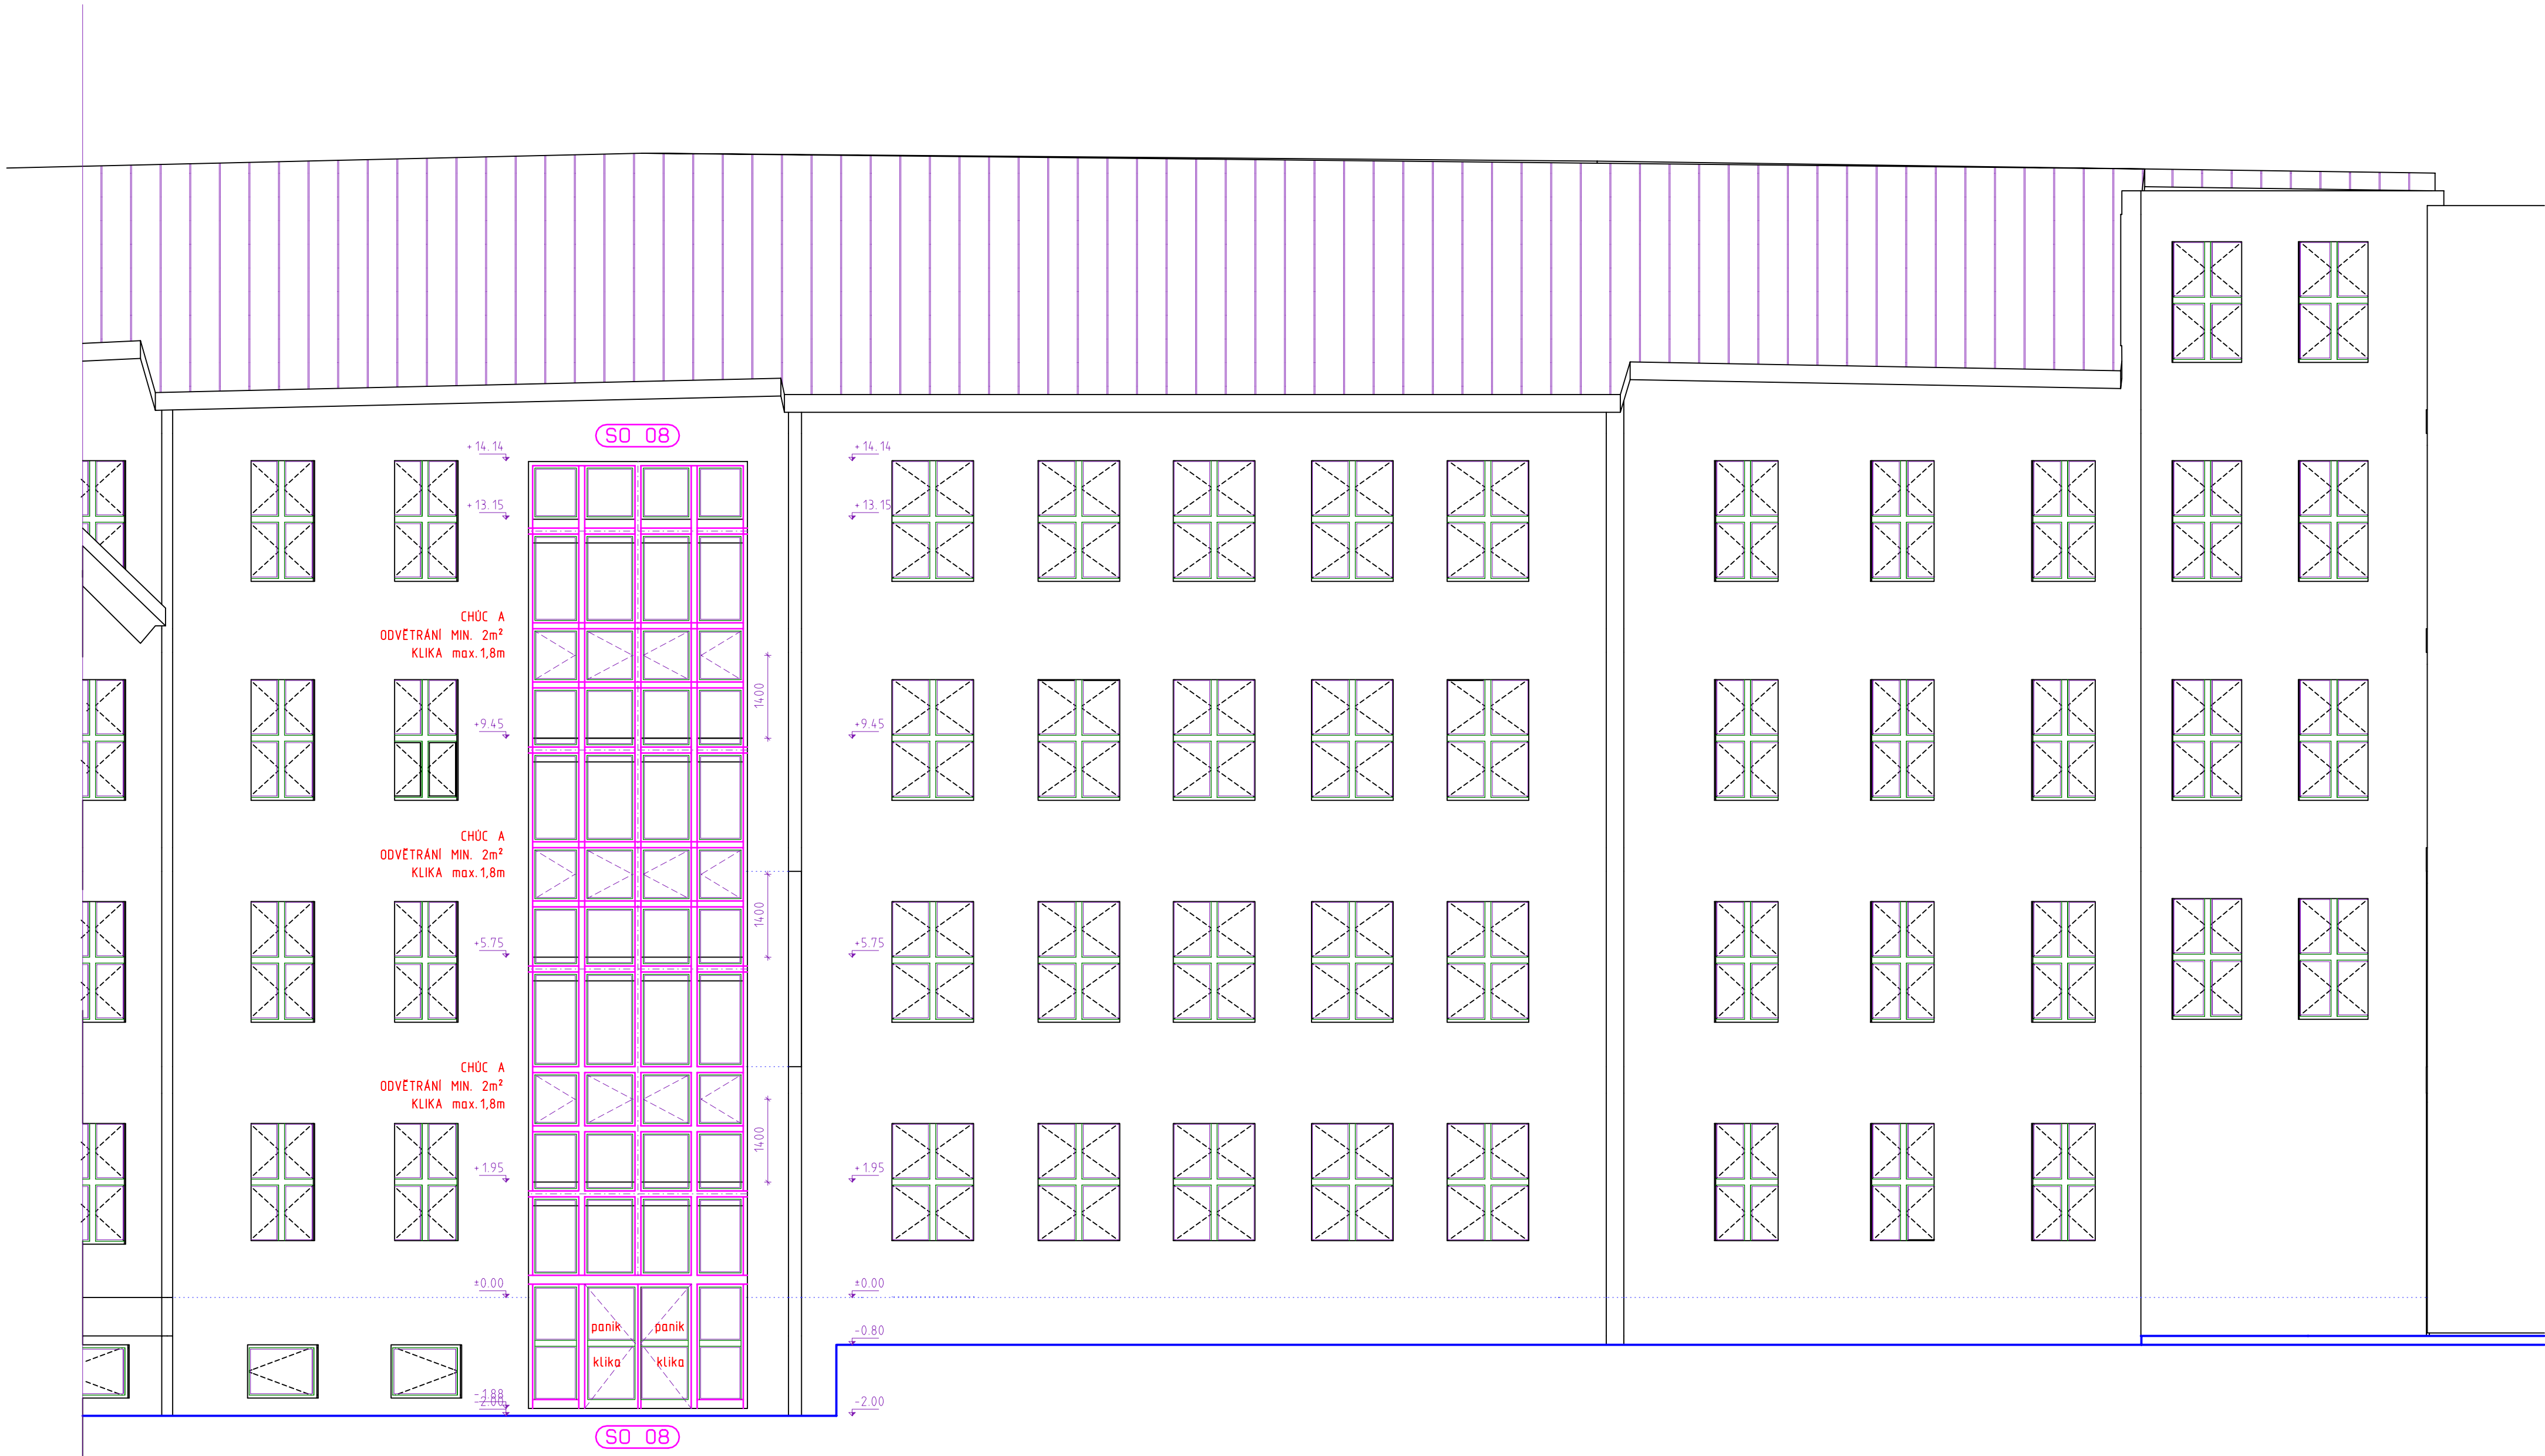 SO 08
+14.14
+14.14
+13.15
+13.15
CHÚC A
ODVĚTRÁNÍ MIN. 2m²
KLIKA max.1,8m
1400
+9.45
+9.45
CHÚC A
ODVĚTRÁNÍ MIN. 2m²
KLIKA max.1,8m
1400
+5.75
+5.75
CHÚC A
ODVĚTRÁNÍ MIN. 2m²
KLIKA max.1,8m
1400
+1.95
+1.95
±0.00
±0.00
panik panik
-0.80
klika klika
-1.88
-2.00
-2.00
SO 08